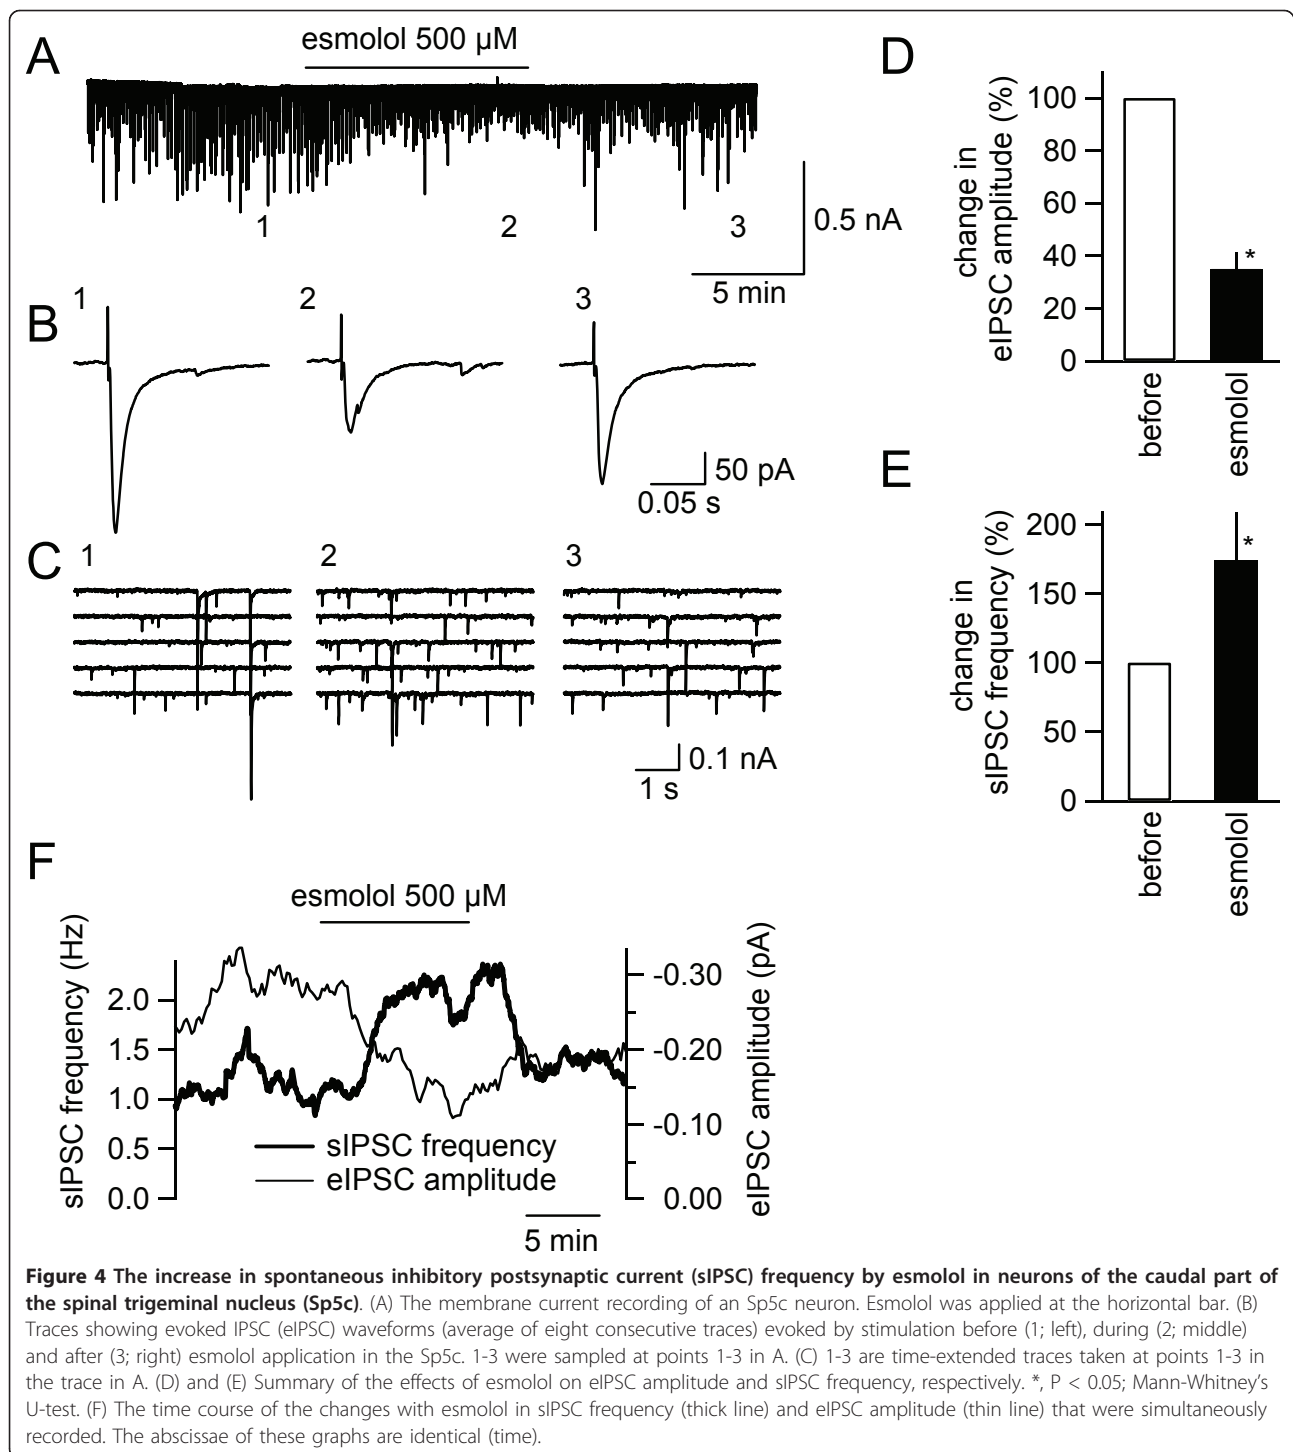 A
esmolol 500 µM
1
2
3
0.5 nA
5 min
B
1
2
3
50 pA
0.05 s
C
1
2
3
0.1 nA
1 s
D
change in
eIPSC amplitude (%)
100
80
60
40
20
0
*
before
esmolol
E
change in
sIPSC frequency (%)
200
150
100
50
0
*
before
esmolol
F
esmolol 500 µM
sIPSC frequency (Hz)
2.0
1.5
1.0
0.5
0.0
sIPSC frequency
eIPSC amplitude
-0.30
-0.20
-0.10
0.00
eIPSC amplitude (pA)
5 min
Figure 4 The increase in spontaneous inhibitory postsynaptic current (sIPSC) frequency by esmolol in neurons of the caudal part of
the spinal trigeminal nucleus (Sp5c). (A) The membrane current recording of an Sp5c neuron. Esmolol was applied at the horizontal bar. (B)
Traces showing evoked IPSC (eIPSC) waveforms (average of eight consecutive traces) evoked by stimulation before (1; left), during (2; middle)
and after (3; right) esmolol application in the Sp5c. 1-3 were sampled at points 1-3 in A. (C) 1-3 are time-extended traces taken at points 1-3 in
the trace in A. (D) and (E) Summary of the effects of esmolol on eIPSC amplitude and sIPSC frequency, respectively. *, P < 0.05; Mann-Whitney's
U-test. (F) The time course of the changes with esmolol in sIPSC frequency (thick line) and eIPSC amplitude (thin line) that were simultaneously
recorded. The abscissae of these graphs are identical (time).